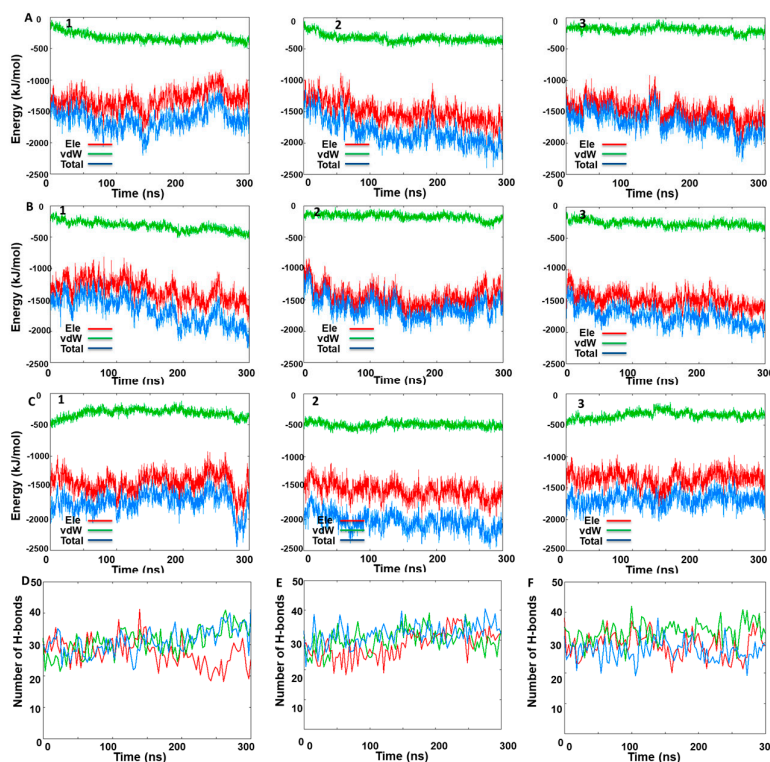 A 1 2 3
Energy (kJ/mol)
0 0 0
-500 -500 -500
-1000 -1000 -1000
-1500 -1500 -1500
-2000 -2000 -2000
-2500 -2500 -2500
Ele Ele Ele
vdW vdW vdW
Total Total Total
0 100 200 300 0 100 200 300 0 100 200 300
Time (ns) Time (ns) Time (ns)
B 1 2 3
Energy (kJ/mol)
0 0 0
-500 -500 -500
-1000 -1000 -1000
-1500 -1500 -1500
-2000 -2000 -2000
-2500 -2500 -2500
Ele Ele Ele
vdW vdW vdW
Total Total Total
0 100 200 300 0 100 200 300 0 100 200 300
Time (ns) Time (ns) Time (ns)
C 1 2 3
Energy (kJ/mol)
0 0 0
-500 -500 -500
-1000 -1000 -1000
-1500 -1500 -1500
-2000 -2000 -2000
-2500 -2500 -2500
Ele Ele Ele
vdW vdW vdW
Total Total Total
0 100 200 300 0 100 200 300 0 100 200 300
Time (ns) Time (ns) Time (ns)
D E F
Number of H-bonds Number of H-bonds Number of H-bonds
50 50 50
40 40 40
30 30 30
20 20 20
10 10 10
0 0 0
0 100 ns 200 ns 300 0 100 ns 200 ns 300 0 100 ns 200 ns 300
Time (ns) Time (ns) Time (ns)